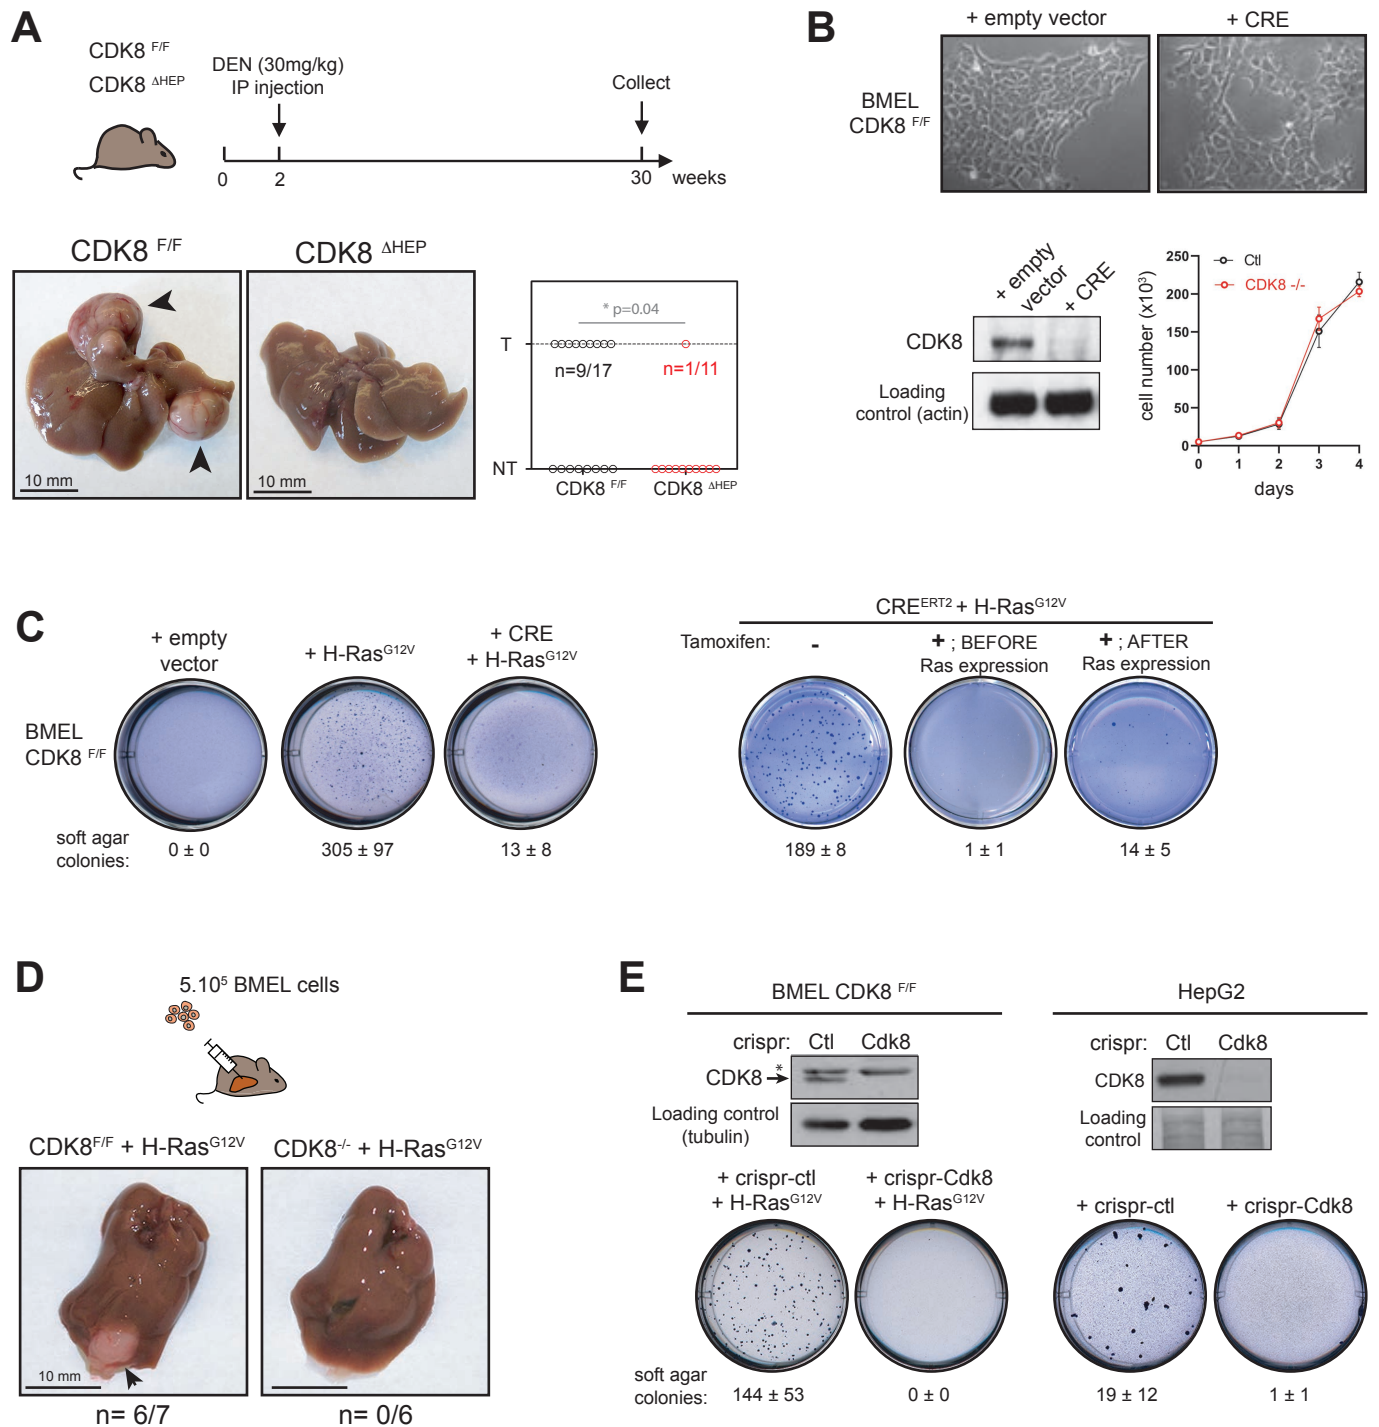 A
CDK8 F/F
CDK8 ΔHEP
DEN (30mg/kg)
IP injection
Collect
0
2
30
weeks
CDK8 F/F
CDK8 ΔHEP
10 mm
10 mm
* p=0.04
T
n=9/17
n=1/11
NT
CDK8 F/F
CDK8 ΔHEP
B
+ empty vector
+ CRE
BMEL
CDK8 F/F
+ empty
vector
+ CRE
CDK8
Loading
control (actin)
cell number (x10³)
250
200
150
100
50
0
Ctl
CDK8 -/-
0
1
2
3
4
days
C
+ empty
vector
+ H-RasG12V
+ CRE
+ H-RasG12V
BMEL
CDK8 F/F
soft agar
colonies:
0 ± 0
305 ± 97
13 ± 8
CREERT2 + H-RasG12V
Tamoxifen:
-
+ ; BEFORE
Ras expression
+ ; AFTER
Ras expression
189 ± 8
1 ± 1
14 ± 5
D
5.10⁵ BMEL cells
CDK8F/F + H-RasG12V
CDK8-/- + H-RasG12V
10 mm
n= 6/7
n= 0/6
E
BMEL CDK8 F/F
crispr:
Ctl
Cdk8
CDK8
*
Loading control
(tubulin)
HepG2
crispr:
Ctl
Cdk8
CDK8
Loading
control
+ crispr-ctl
+ H-RasG12V
+ crispr-Cdk8
+ H-RasG12V
+ crispr-ctl
+ crispr-Cdk8
soft agar
colonies:
144 ± 53
0 ± 0
19 ± 12
1 ± 1